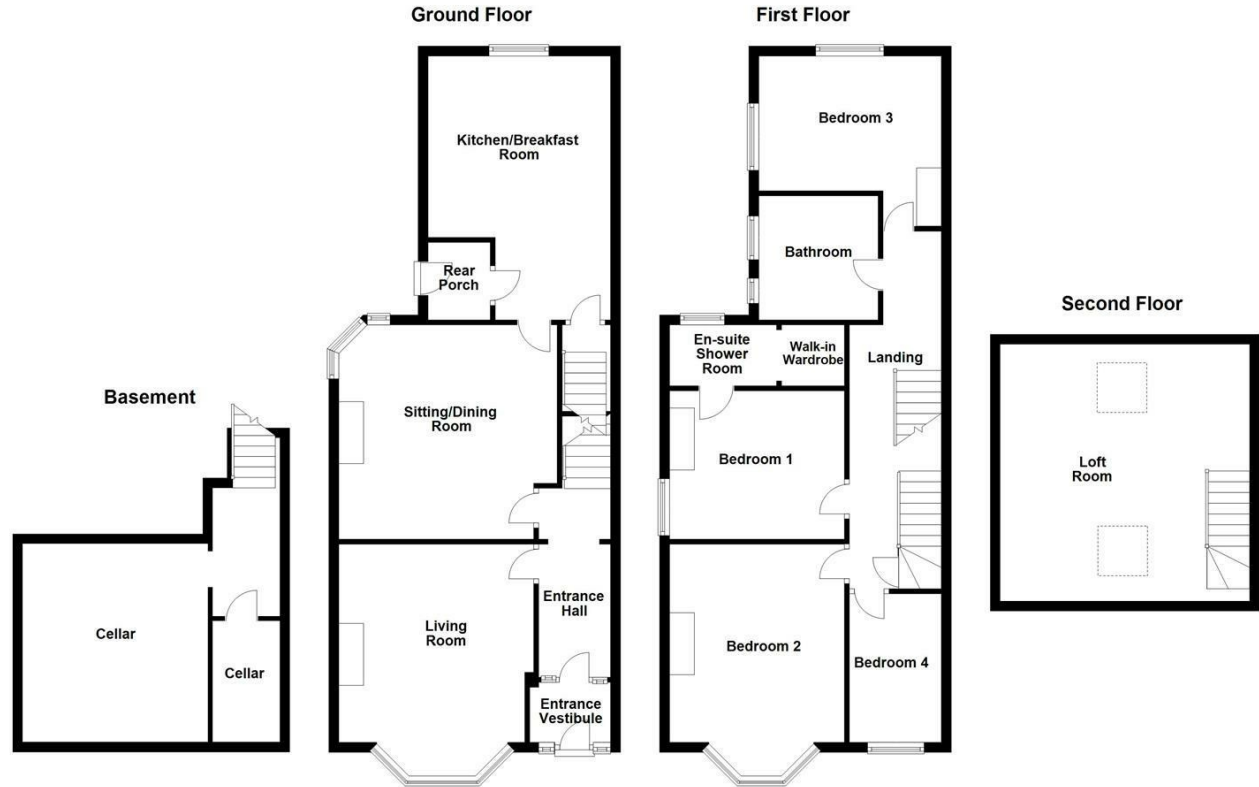 Ground Floor
First Floor
Kitchen/Breakfast
Room
Rear
Porch
Sitting/Dining
Room
Living
Room
Entrance
Hall
Entrance
Vestibule
Bedroom 3
Bathroom
En-suite
Shower
Room
Walk-in
Wardrobe
Landing
Bedroom 1
Bedroom 2
Bedroom 4
Second Floor
Loft
Room
Basement
Cellar
Cellar